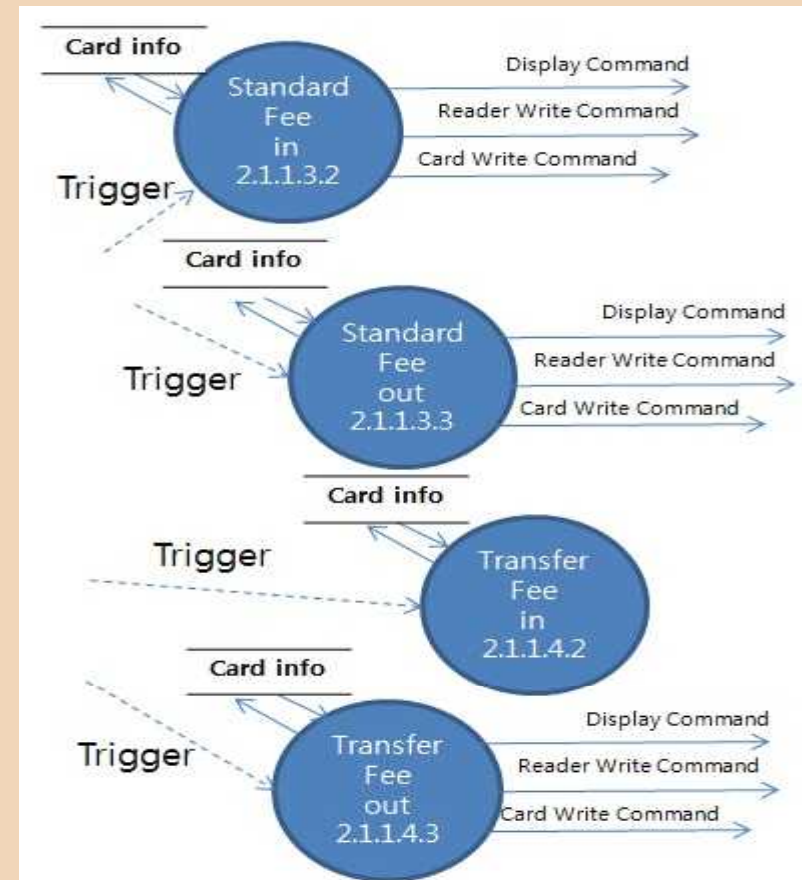 Card info
Standard
Fee
in
2.1.1.3.2
Display Command
Reader Write Command
Card Write Command
Trigger
Card info
Standard
Fee
out
2.1.1.3.3
Display Command
Reader Write Command
Card Write Command
Trigger
Card info
Trigger
Transfer
Fee
in
2.1.1.4.2
Card info
Trigger
Transfer
Fee
out
2.1.1.4.3
Display Command
Reader Write Command
Card Write Command